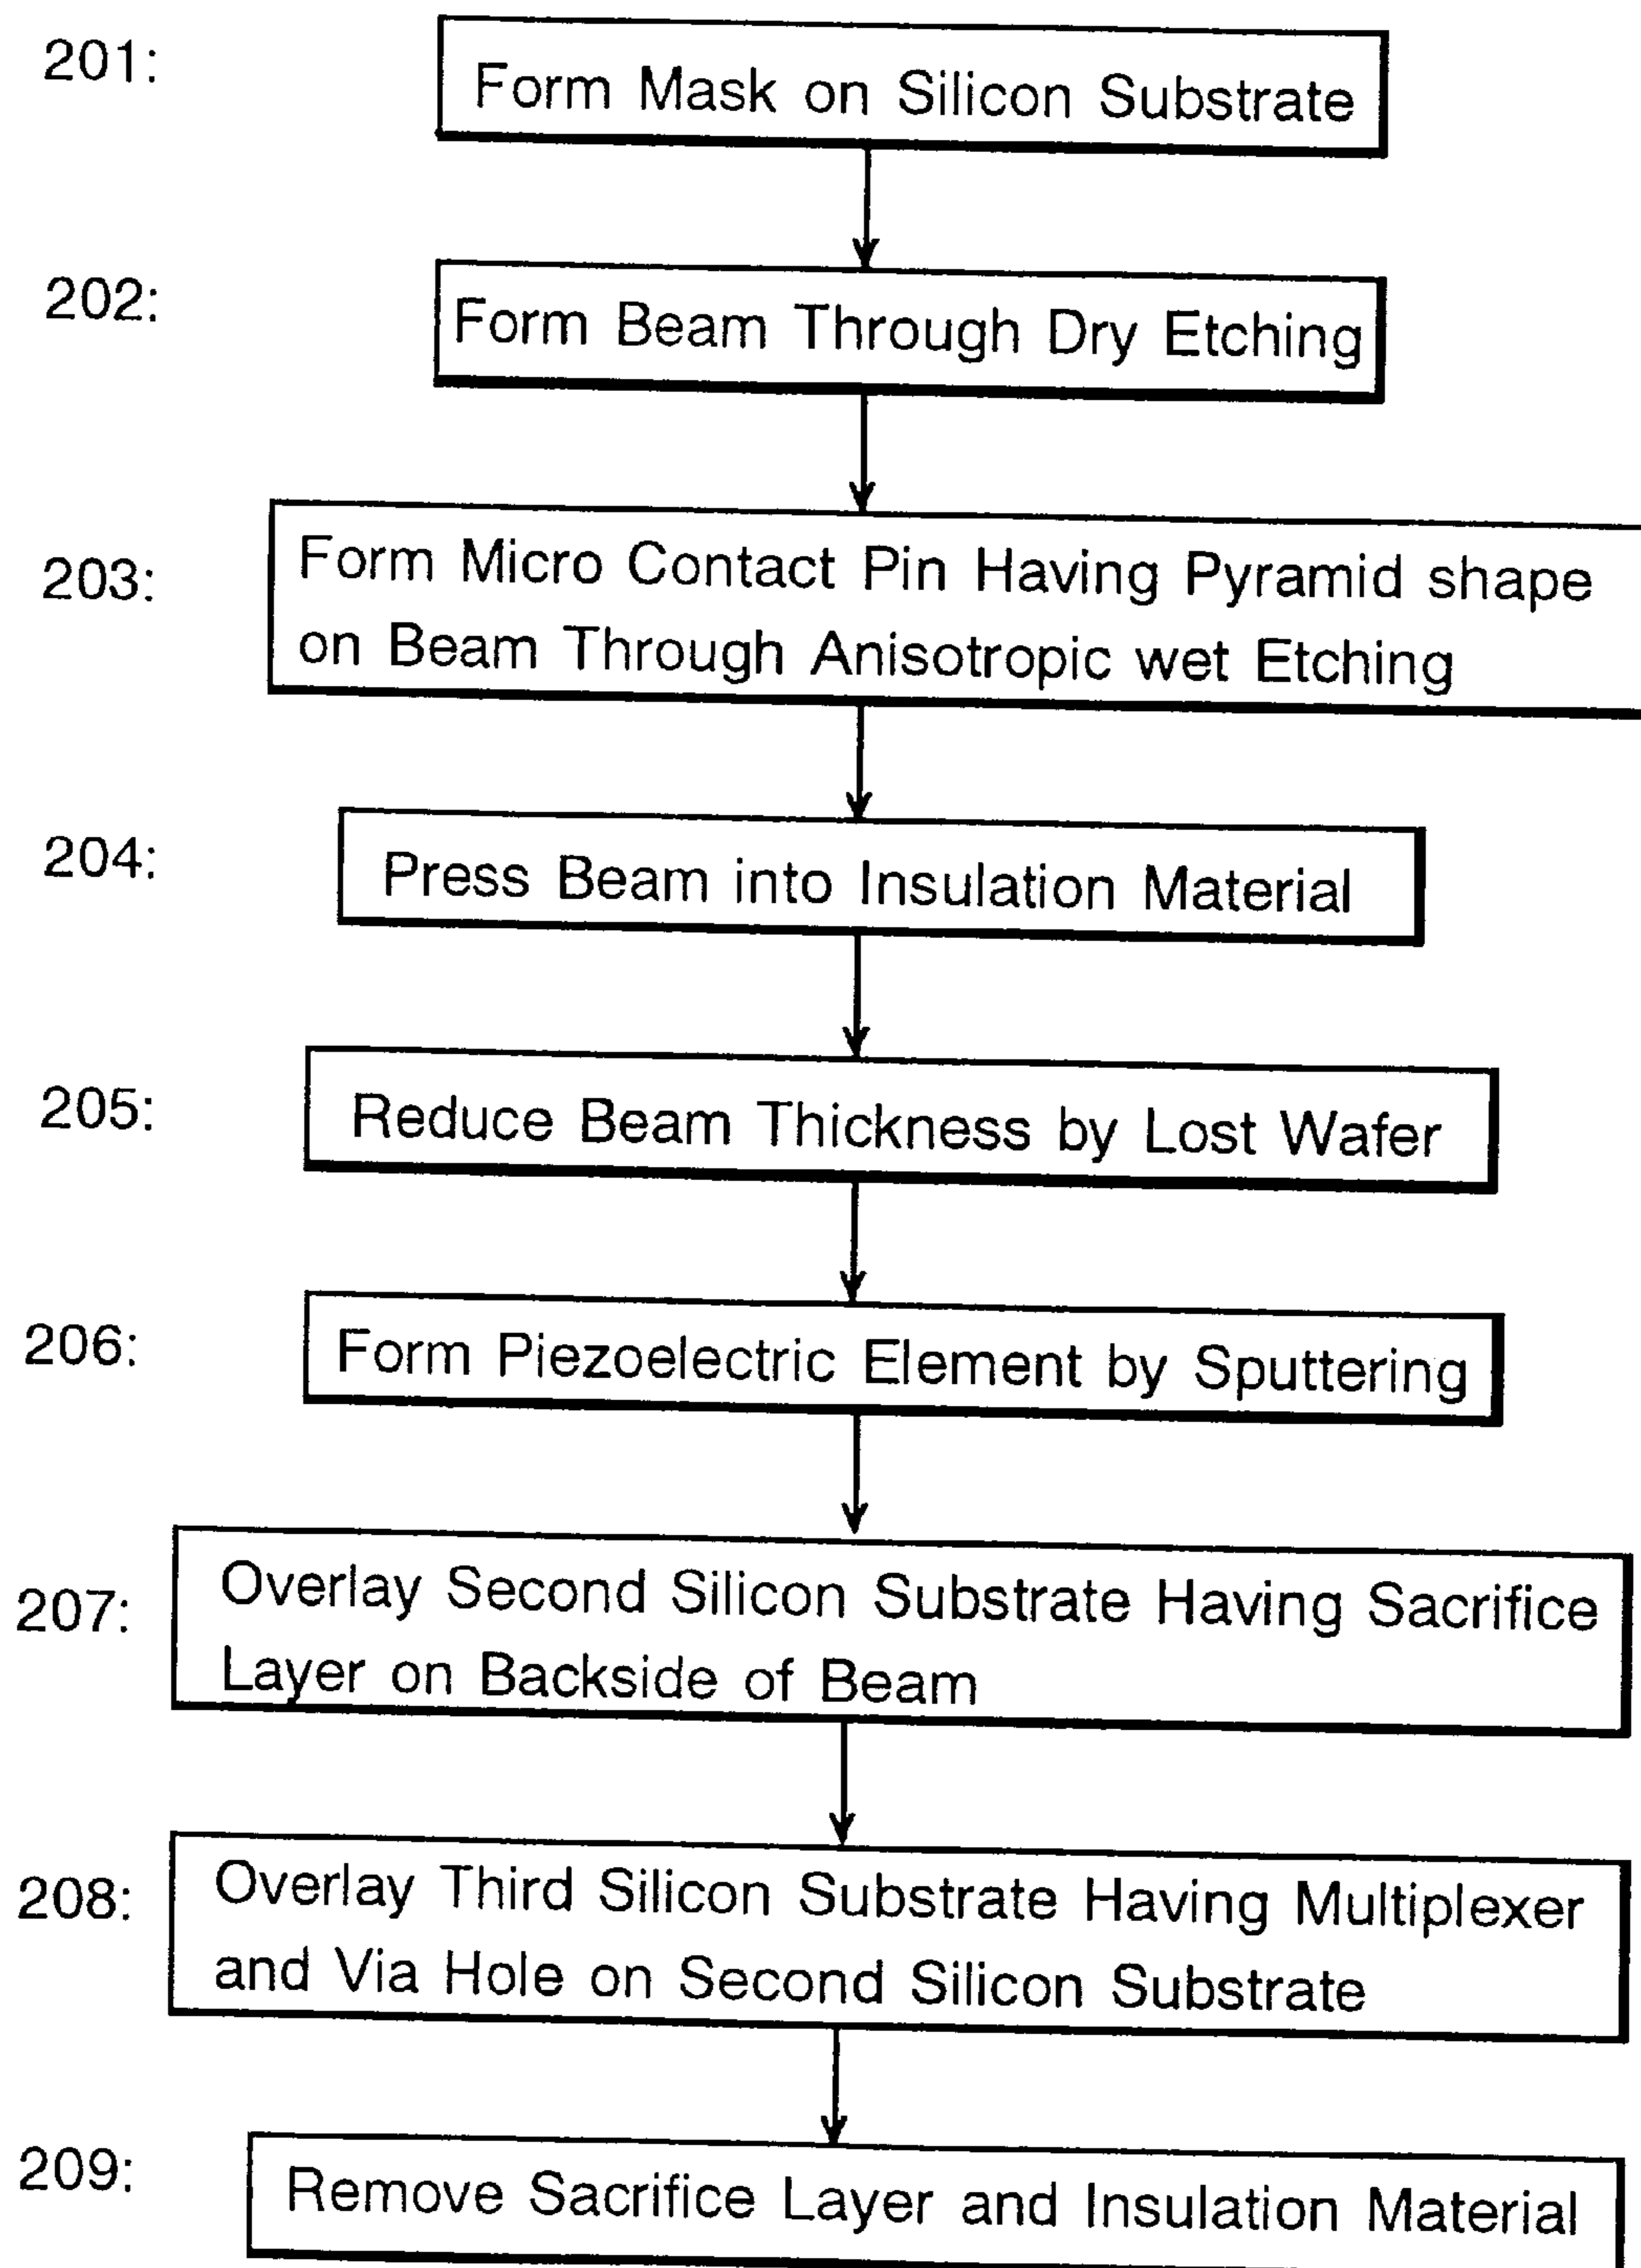 201:
Form Mask on Silicon Substrate
202:
Form Beam Through Dry Etching
203:
Form Micro Contact Pin Having Pyramid shape
on Beam Through Anisotropic wet Etching
204:
Press Beam into Insulation Material
205:
Reduce Beam Thickness by Lost Wafer
206:
Form Piezoelectric Element by Sputtering
207:
Overlay Second Silicon Substrate Having Sacrifice
Layer on Backside of Beam
208:
Overlay Third Silicon Substrate Having Multiplexer
and Via Hole on Second Silicon Substrate
209:
Remove Sacrifice Layer and Insulation Material